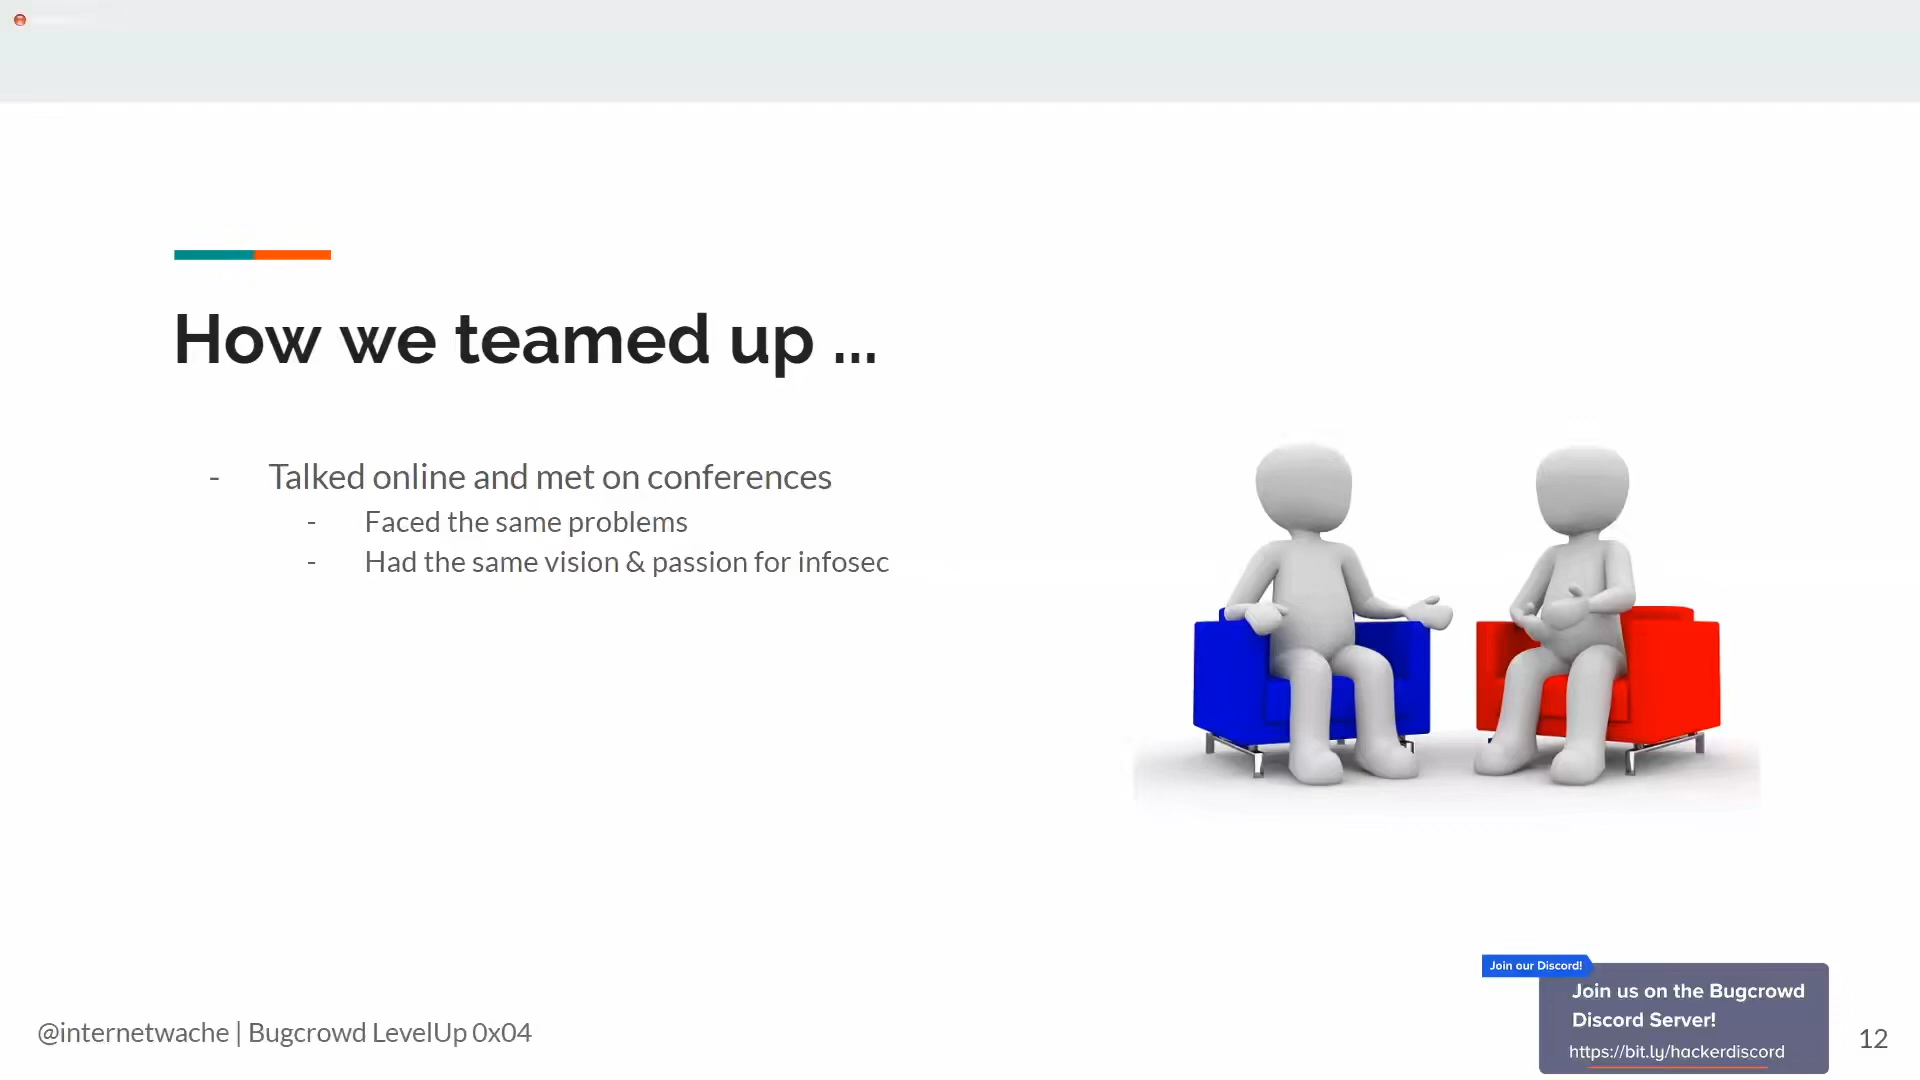 How we teamed up ...
- Talked online and met on conferences
- Faced the same problems
- Had the same vision & passion for infosec
Join our Discord!
Join us on the Bugcrowd
Discord Server!
https://bit.ly/hackerdiscord
@internetwache | Bugcrowd LevelUp 0x04
12